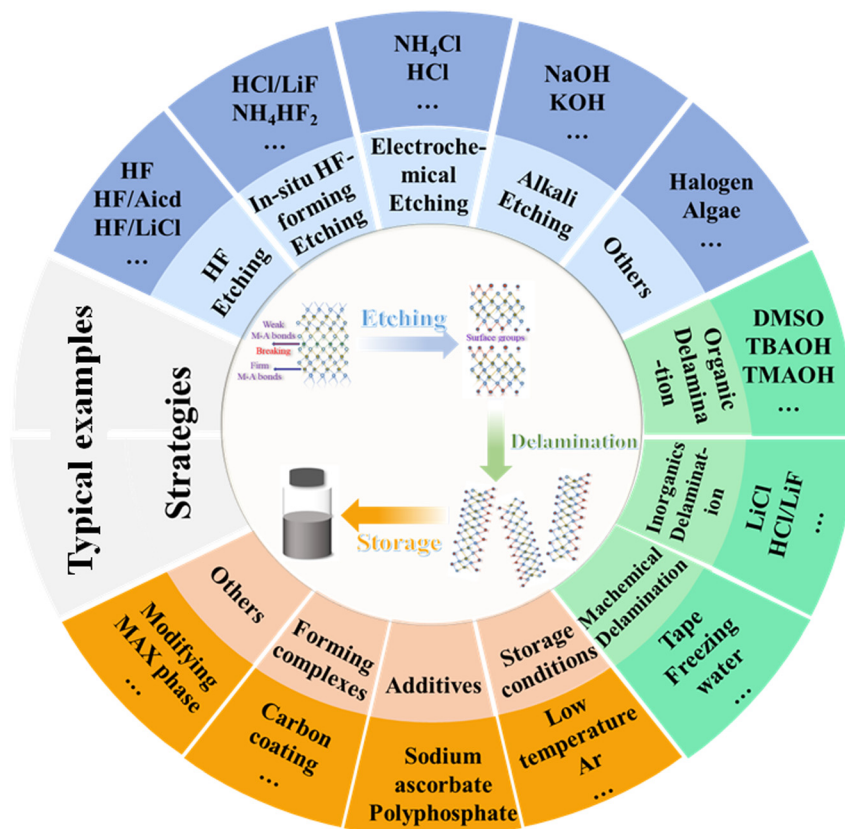 NH₄Cl
HCl
...
HCl/LiF
NH₄HF₂
...
NaOH
KOH
...
HF
HF/Aicd
HF/LiCl
...
Halogen
Algae
...
HF
Etching
In-situ HF-
forming
Etching
Electroche-
mical
Etching
Alkali
Etching
Others
Weak
M-A bonds
Breaking
Firm
M-A bonds
Etching
Surface groups
Delamination
Storage
Organic
Delamina
-tion
DMSO
TBAOH
TMAOH
...
Inorganics
Delaminat-
ion
LiCl
HCl/LiF
...
Machemical
Delamination
Tape
Freezing
water
...
Typical examples
Strategies
Others
Modifying
MAX phase
...
Forming
complexes
Carbon
coating
...
Additives
Sodium
ascorbate
Polyphosphate
Storage
conditions
Low
temperature
Ar
...